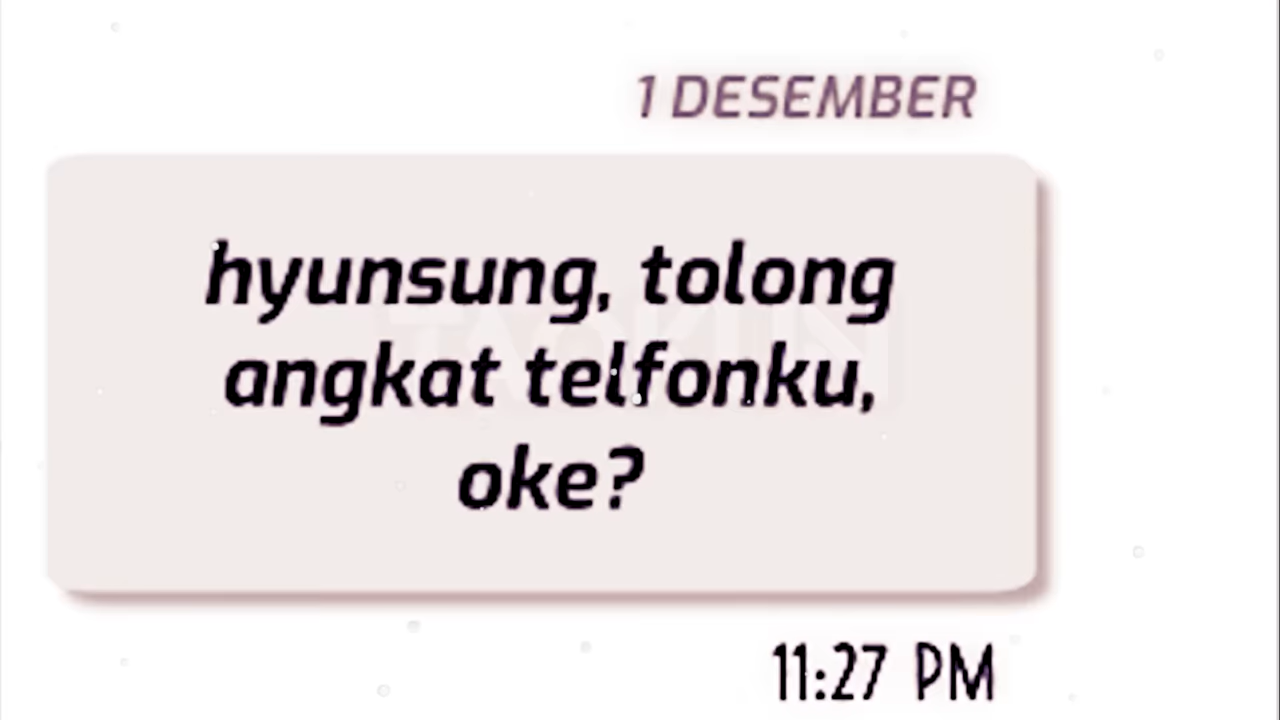 1 DESEMBER
hyunsung, tolong
angkat telfonku,
oke?
11:27 PM